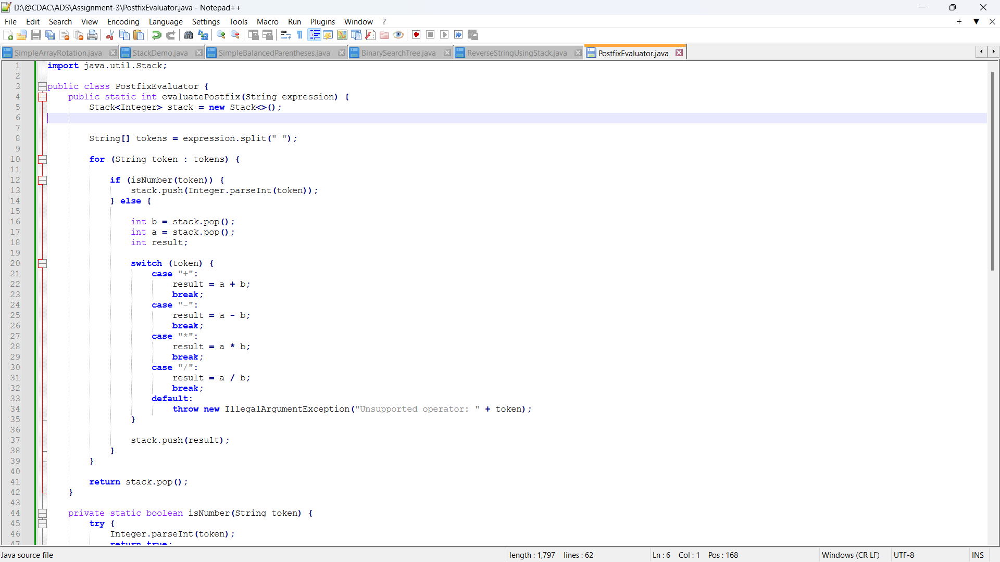 D:\@CDAC\ADS\Assignment-3\PostfixEvaluator.java - Notepad++
File Edit Search View Encoding Language Settings Tools Macro Run Plugins Window ?
SimpleArrayRotation.java StackDemo.java SimpleBalancedParentheses.java BinarySearchTree.java ReverseStringUsingStack.java PostfixEvaluator.java
1 import java.util.Stack;
2
3 public class PostfixEvaluator {
4     public static int evaluatePostfix(String expression) {
5         Stack<Integer> stack = new Stack<>();
6
7
8         String[] tokens = expression.split(" ");
9
10         for (String token : tokens) {
11
12             if (isNumber(token)) {
13                 stack.push(Integer.parseInt(token));
14             } else {
15
16                 int b = stack.pop();
17                 int a = stack.pop();
18                 int result;
19
20                 switch (token) {
21                     case "+":
22                         result = a + b;
23                         break;
24                     case "-":
25                         result = a - b;
26                         break;
27                     case "*":
28                         result = a * b;
29                         break;
30                     case "/":
31                         result = a / b;
32                         break;
33                     default:
34                         throw new IllegalArgumentException("Unsupported operator: " + token);
35                 }
36
37                 stack.push(result);
38             }
39         }
40
41         return stack.pop();
42     }
43
44     private static boolean isNumber(String token) {
45         try {
46             Integer.parseInt(token);
47             return true;
Java source file length : 1,797 lines : 62 Ln : 6 Col : 1 Pos : 168 Windows (CR LF) UTF-8 INS